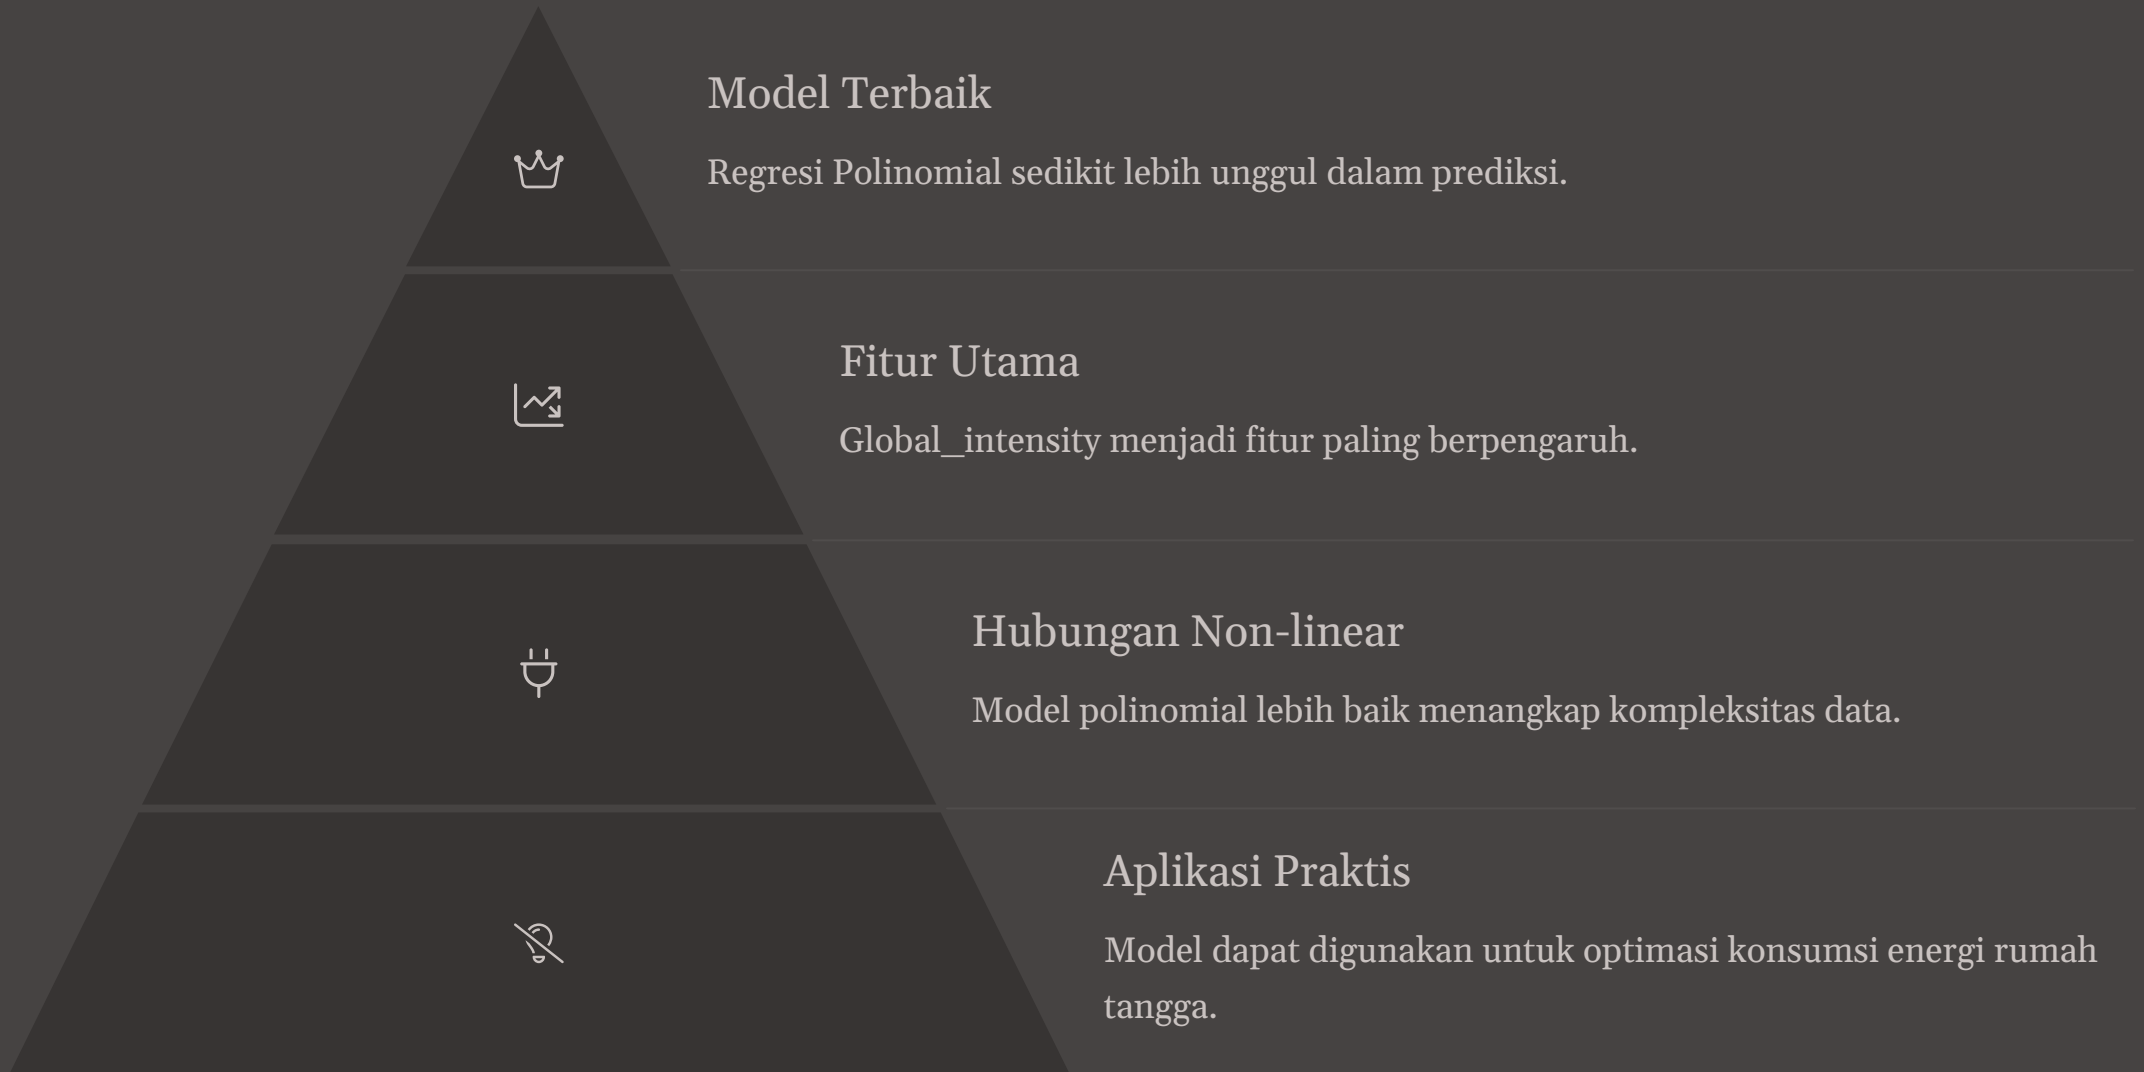 Model Terbaik
Regresi Polinomial sedikit lebih unggul dalam prediksi.
Fitur Utama
Global_intensity menjadi fitur paling berpengaruh.
Hubungan Non-linear
Model polinomial lebih baik menangkap kompleksitas data.
Aplikasi Praktis
Model dapat digunakan untuk optimasi konsumsi energi rumah
tangga.